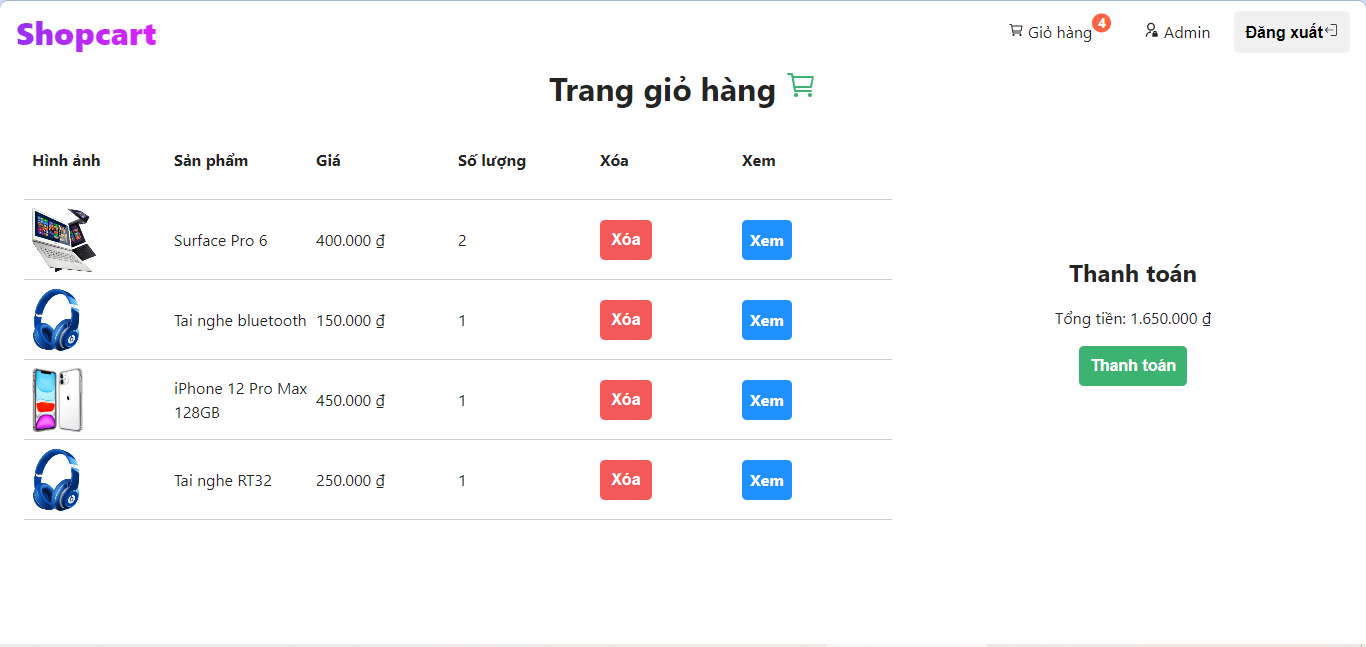 Shopcart
Giỏ hàng 4 Admin Đăng xuất
Trang giỏ hàng
Hình ảnh Sản phẩm Giá Số lượng Xóa Xem
Surface Pro 6 400.000 ₫ 2 Xóa Xem
Tai nghe bluetooth 150.000 ₫ 1 Xóa Xem
iPhone 12 Pro Max
128GB 450.000 ₫ 1 Xóa Xem
Tai nghe RT32 250.000 ₫ 1 Xóa Xem
Thanh toán
Tổng tiền: 1.650.000 ₫
Thanh toán